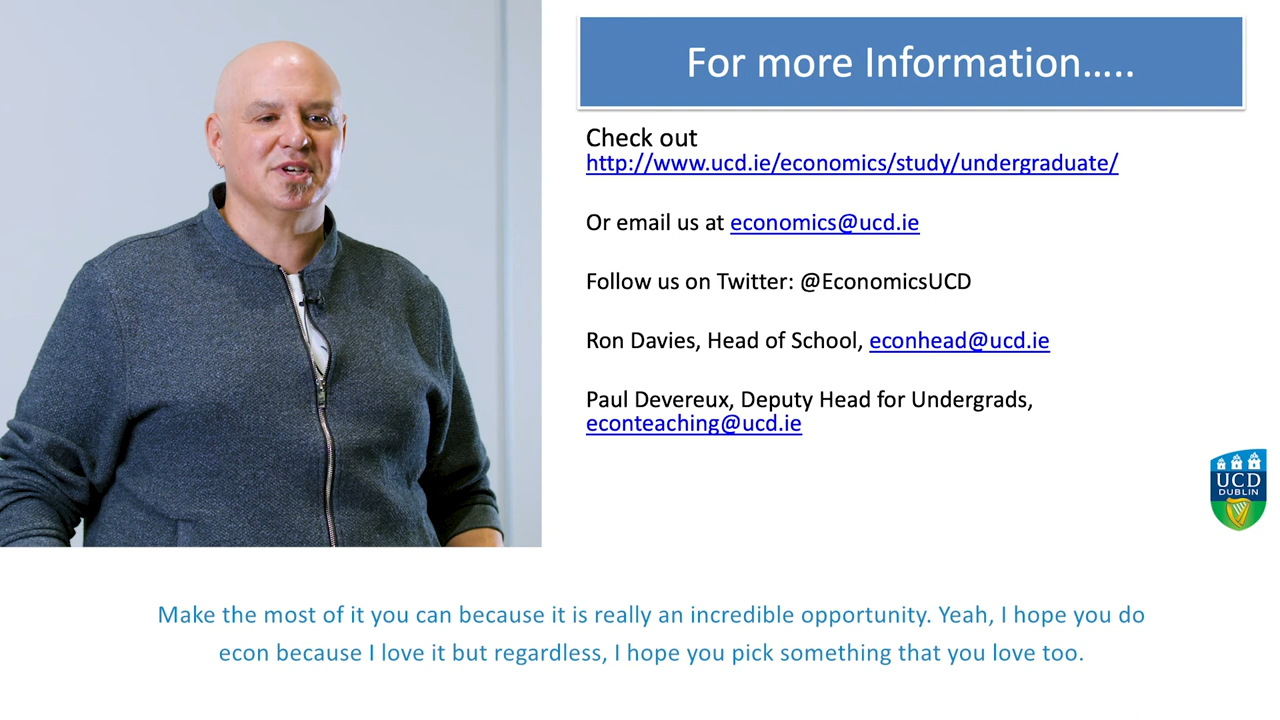 For more Information…..
Check out
http://www.ucd.ie/economics/study/undergraduate/
Or email us at economics@ucd.ie
Follow us on Twitter: @EconomicsUCD
Ron Davies, Head of School, econhead@ucd.ie
Paul Devereux, Deputy Head for Undergrads,
econteaching@ucd.ie
UCD
DUBLIN
Make the most of it you can because it is really an incredible opportunity. Yeah, I hope you do
econ because I love it but regardless, I hope you pick something that you love too.